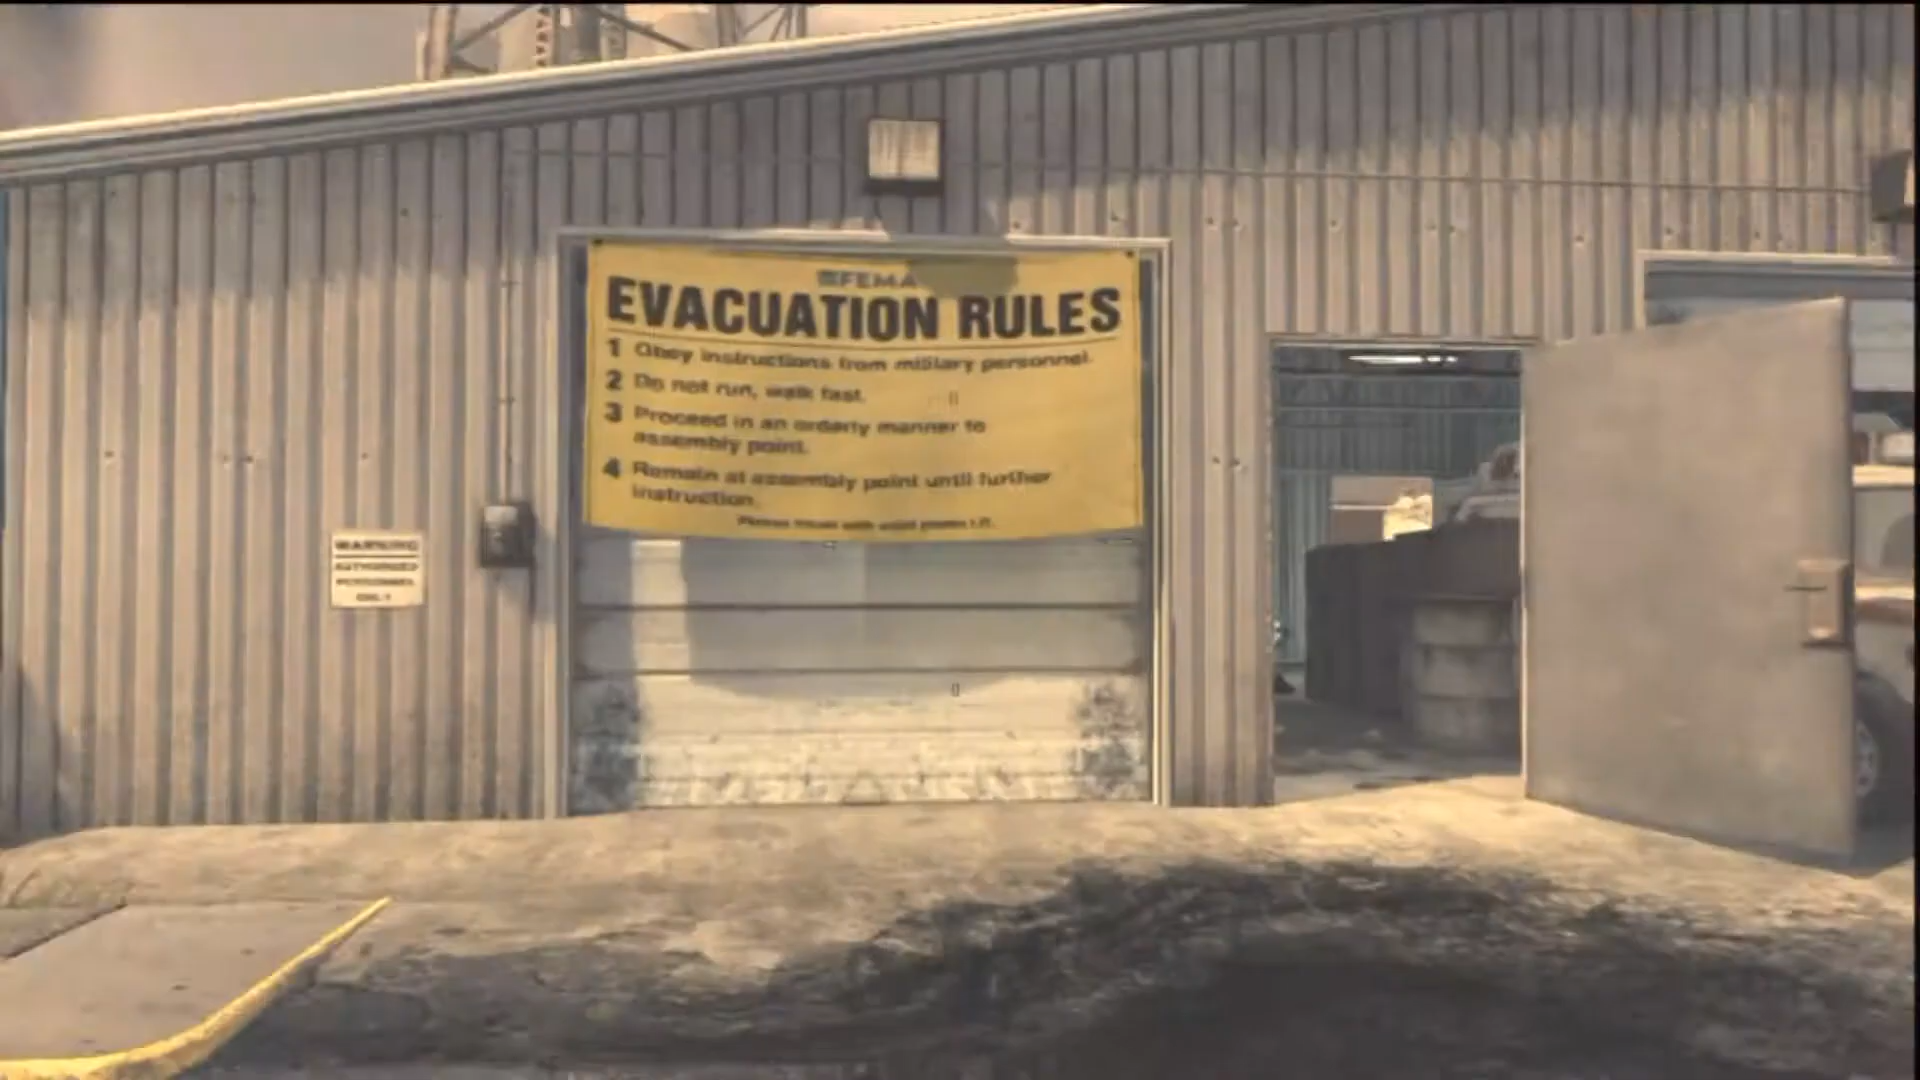 FEMA
EVACUATION RULES
1 Obey instructions from military personnel.
2 Do not run, walk fast.
3 Proceed in an orderly manner to
assembly point.
4 Remain at assembly point until further
instruction.
WARNING
AUTHORIZED
PERSONNEL
ONLY